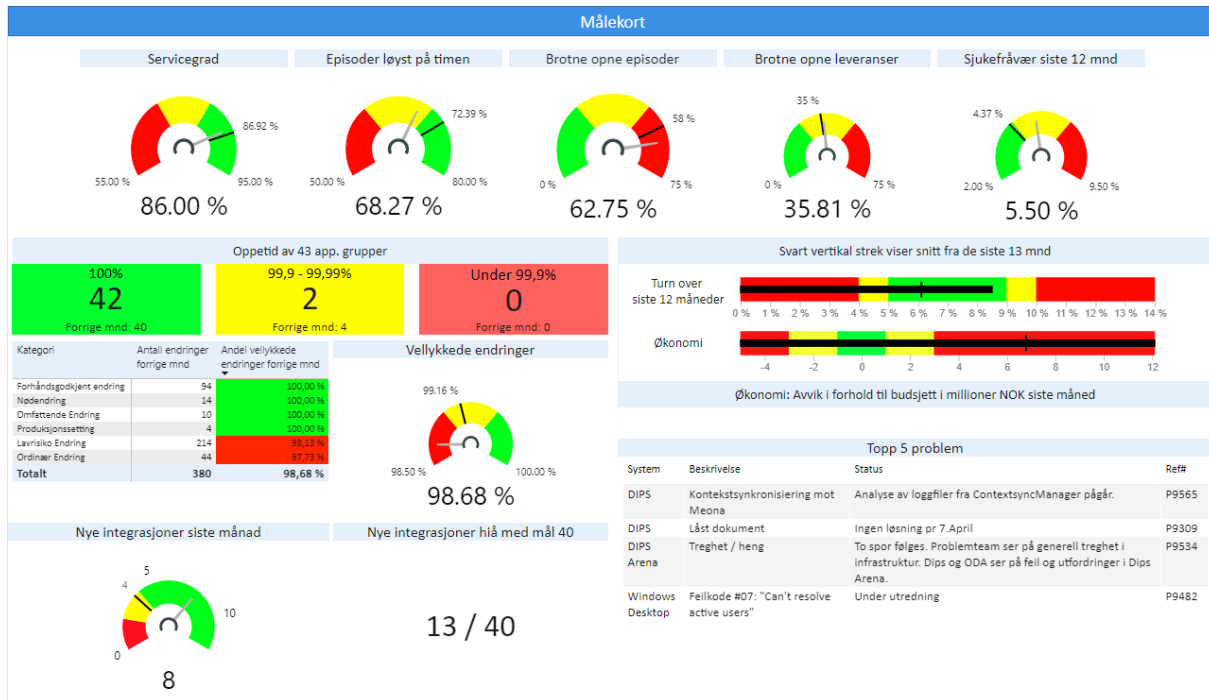 Målekort
Servicegrad
86.92 %
55.00 %
95.00 %
86.00 %
Episoder løyst på timen
72.39 %
50.00 %
80.00 %
68.27 %
Brotne opne episoder
58 %
0 %
75 %
62.75 %
Brotne opne leveranser
35 %
0 %
75 %
35.81 %
Sjukefråvær siste 12 mnd
4.37 %
2.00 %
9.50 %
5.50 %
Oppetid av 43 app. grupper
100%
42
Forrige mnd: 40
99,9 - 99,99%
2
Forrige mnd: 4
Under 99,9%
0
Forrige mnd: 0
Svart vertikal strek viser snitt fra de siste 13 mnd
Turn over
siste 12 måneder
0 % 1 % 2 % 3 % 4 % 5 % 6 % 7 % 8 % 9 % 10 % 11 % 12 % 13 % 14 %
Økonomi
-4 -2 0 2 4 6 8 10 12
Økonomi: Avvik i forhold til budsjett i millioner NOK siste måned
Kategori Antall endringer Andel vellykkede
forrige mnd endringer forrige mnd
Forhåndsgodkjent endring 94 100,00 %
Nødendring 14 100,00 %
Omfattende Endring 10 100,00 %
Produksjonssetting 4 100,00 %
Lavrisiko Endring 214 98,13 %
Ordinær Endring 44 97,73 %
Totalt 380 98,68 %
Vellykkede endringer
99.16 %
98.50 %
100.00 %
98.68 %
Topp 5 problem
System Beskrivelse Status Ref#
DIPS Kontekstsynkronisering mot Analyse av loggfiler fra ContextsyncManager pågår. P9565
Meona
DIPS Låst dokument Ingen løsning pr 7.April P9309
DIPS Treghet / heng To spor følges. Problemteam ser på generell treghet i P9534
Arena infrastruktur. Dips og ODA ser på feil og utfordringer i Dips
Arena.
Windows Feilkode #07: "Can't resolve Under utredning P9482
Desktop active users"
Nye integrasjoner siste månad
5
4
10
0
8
Nye integrasjoner hiå med mål 40
13 / 40